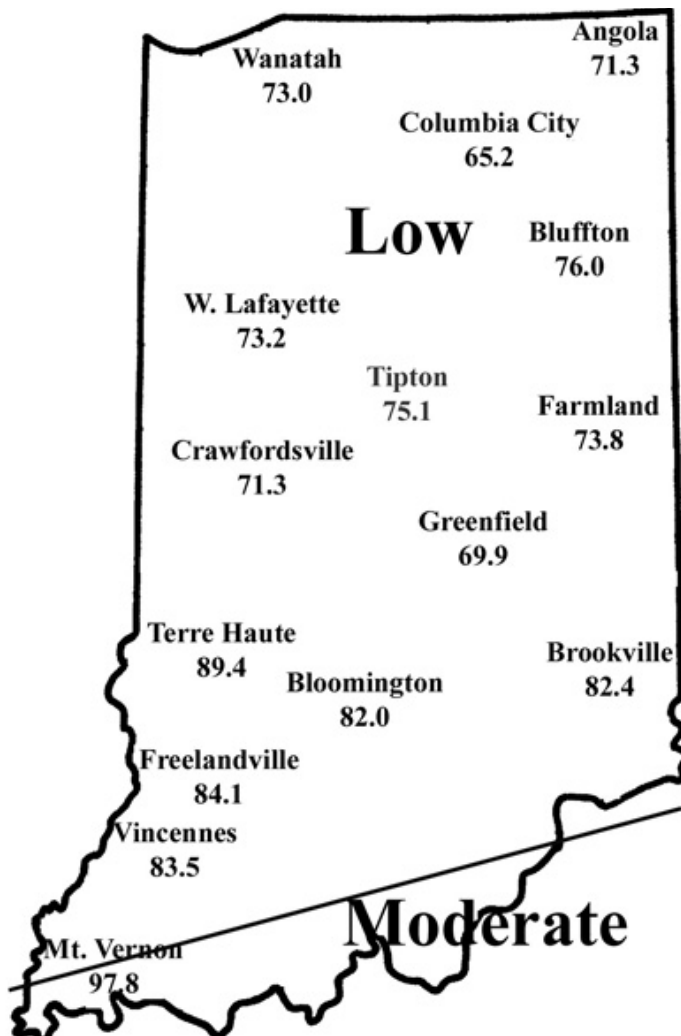 Angola
71.3
Wanatah
73.0
Columbia City
65.2
Low
Bluffton
76.0
W. Lafayette
73.2
Tipton
75.1
Farmland
73.8
Crawfordsville
71.3
Greenfield
69.9
Terre Haute
89.4
Brookville
82.4
Bloomington
82.0
Freelandville
84.1
Vincennes
83.5
Moderate
Mt. Vernon
97.8